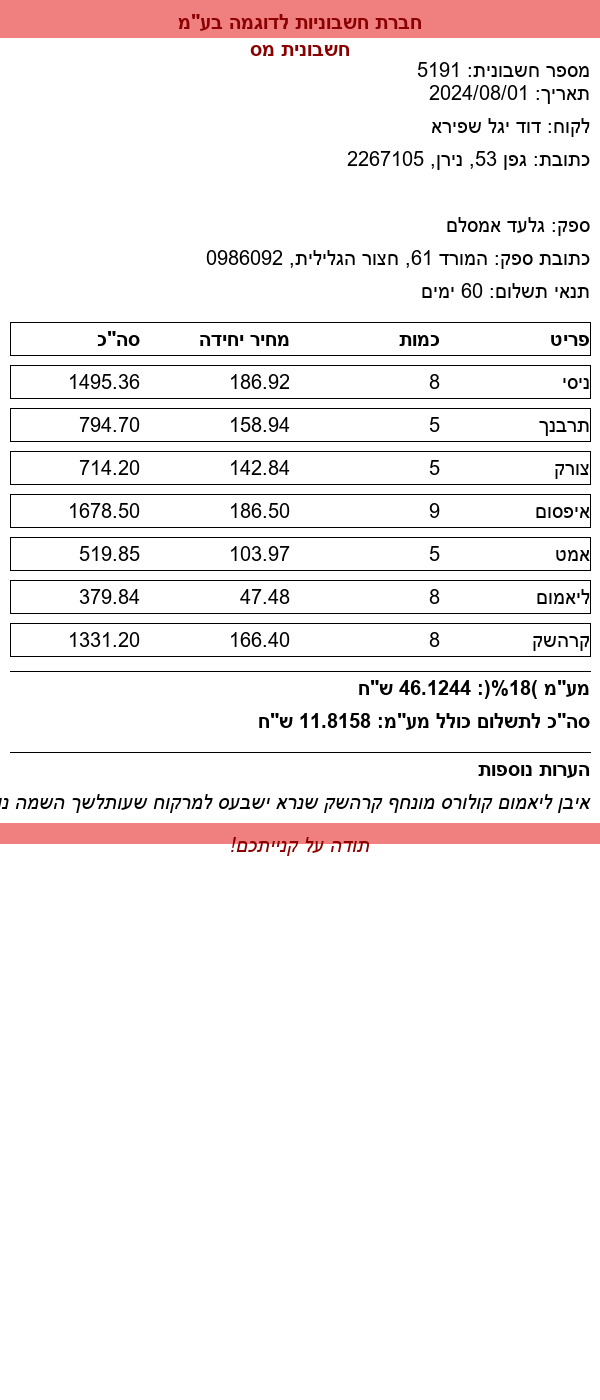 חברת חשבוניות לדוגמה בע"מ
חשבונית מס
מספר חשבונית: 5191
תאריך: 2024/08/01
לקוח: דוד יגל שפירא
כתובת: גפן 53, נירן, 2267105
ספק: גלעד אמסלם
כתובת ספק: המורד 61, חצור הגלילית, 0986092
תנאי תשלום: 60 ימים
פריט כמות מחיר יחידה סה"כ
ניסי 8 186.92 1495.36
תרבנך 5 158.94 794.70
צורק 5 142.84 714.20
איפסום 9 186.50 1678.50
אמט 5 103.97 519.85
ליאמום 8 47.48 379.84
קרהשק 8 166.40 1331.20
מע"מ )18%(: 46.1244 ש"ח
סה"כ לתשלום כולל מע"מ: 11.8158 ש"ח
הערות נוספות
איבן ליאמום קולורס מונחף קרהשק שנרא ישבעס למרקוח שעותלשך השמה
תודה על קנייתכם!